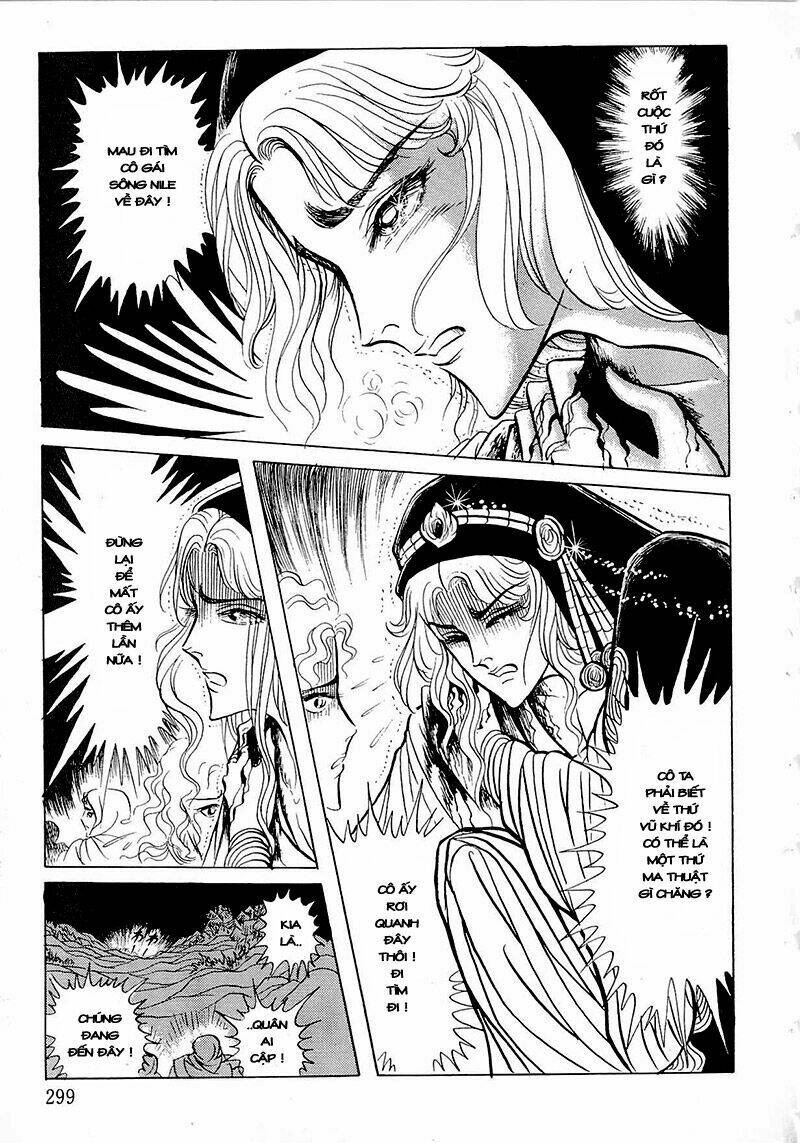 RỐT
CUỘC
THỨ
ĐÓ
LÀ
GÌ ?
MAU ĐI TÌM
CÔ GÁI
SÔNG NILE
VỀ ĐÂY !
CÔ TA
PHẢI BIẾT
VỀ THỨ
VŨ KHÍ ĐÓ !
CÓ THỂ LÀ
MỘT THỨ
MA THUẬT
GÌ CHĂNG ?
CÔ ẤY
RƠI
QUANH
ĐÂY
THÔI !
ĐI
TÌM
ĐI !
ĐỪNG
LẠI
ĐỂ
MẤT
CÔ ẤY
THÊM
LẦN
NỮA !
KIA
LÀ..
..QUÂN
AI
CẬP !
CHÚNG
ĐANG
ĐẾN ĐÂY !
299